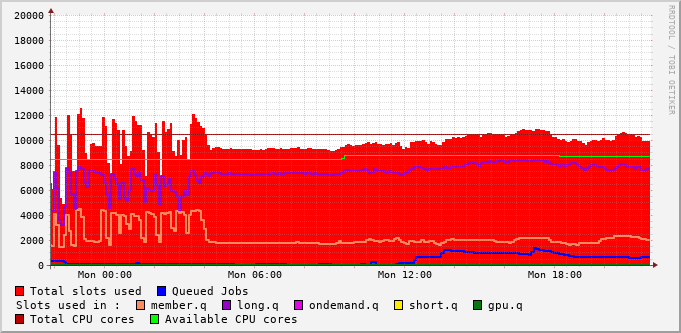 20000
18000
16000
14000
12000
10000
8000
6000
4000
2000
0
Mon 00:00 Mon 06:00 Mon 12:00 Mon 18:00
RRDTOOL / TOBI OETIKER
Total slots used Queued Jobs
Slots used in : member.q long.q ondemand.q short.q gpu.q
Total CPU cores Available CPU cores